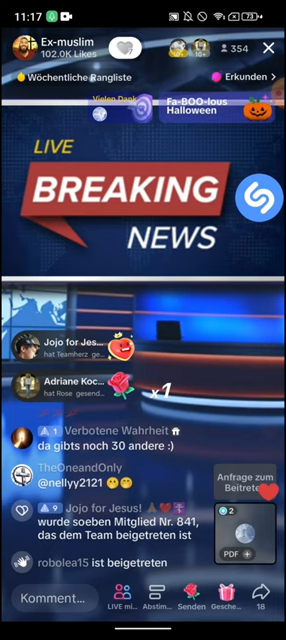 11:17
73
Ex-muslim
102.0K Likes
10+
354
Wöchentliche Rangliste
Erkunden >
Vielen Dank
Fa-BOO-lous
Halloween
LIVE
BREAKING
NEWS
Jojo for Jes...
hat Teamherz ge...
Adriane Koc...
hat Rose gesend...
x1
1 Verbotene Wahrheit
da gibts noch 30 andere :)
TheOneandOnly
@nellyy2121
Anfrage zum
Beitrete
9 Jojo for Jesus!
wurde soeben Mitglied Nr. 841,
das dem Team beigetreten ist
2
PDF +
robolea15 ist beigetreten
Komment...
LIVE mi...
Abstim...
Senden
Gesche...
18